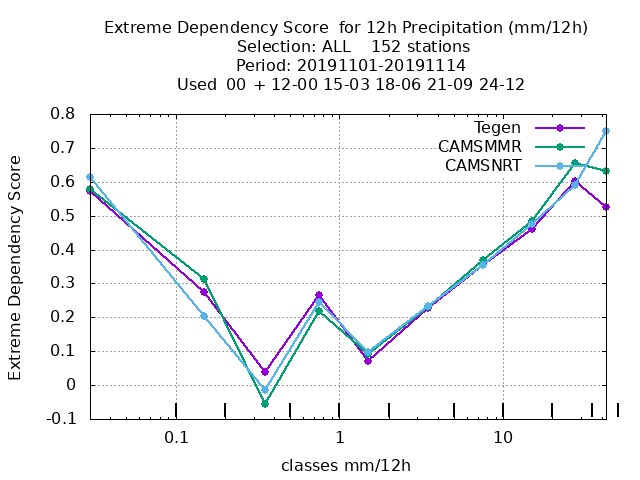 Extreme Dependency Score  for 12h Precipitation (mm/12h)
Selection: ALL    152 stations
Period: 20191101-20191114
Used  00 + 12-00 15-03 18-06 21-09 24-12
Tegen
CAMSMMR
CAMSNRT
Extreme Dependency Score
0.8
0.7
0.6
0.5
0.4
0.3
0.2
0.1
0
-0.1
0.1
1
10
classes mm/12h